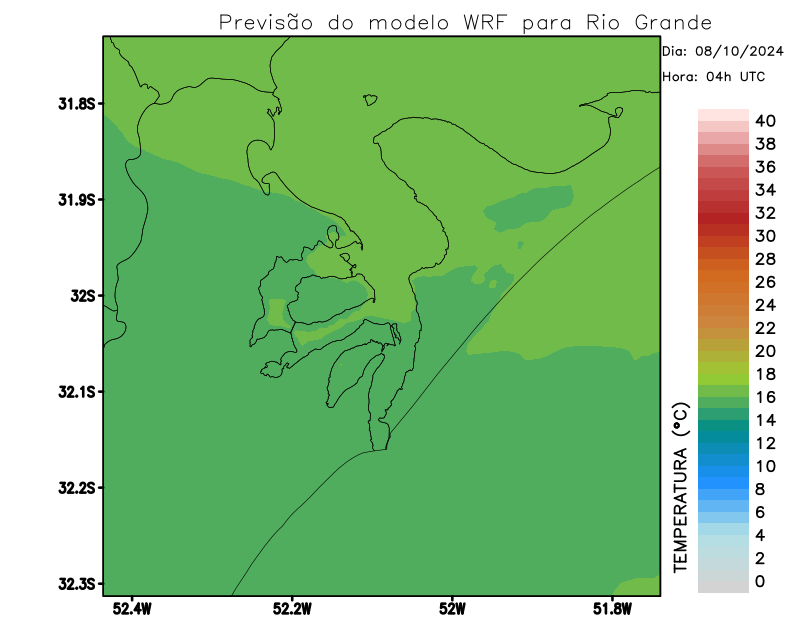 Previsão do modelo WRF para Rio Grande
Dia: 08/10/2024
Hora: 04h UTC
31.8S
31.9S
32S
32.1S
32.2S
32.3S
52.4W
52.2W
52W
51.8W
TEMPERATURA (°C)
40
38
36
34
32
30
28
26
24
22
20
18
16
14
12
10
8
6
4
2
0